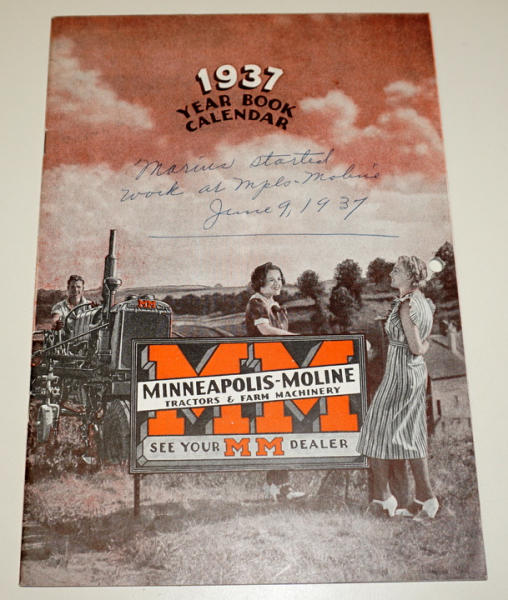 1937
YEAR BOOK
CALENDAR
Marius started
work at Mpls-Moline
June 9, 1937
MM
MM
MINNEAPOLIS-MOLINE
TRACTORS & FARM MACHINERY
SEE YOUR MM DEALER